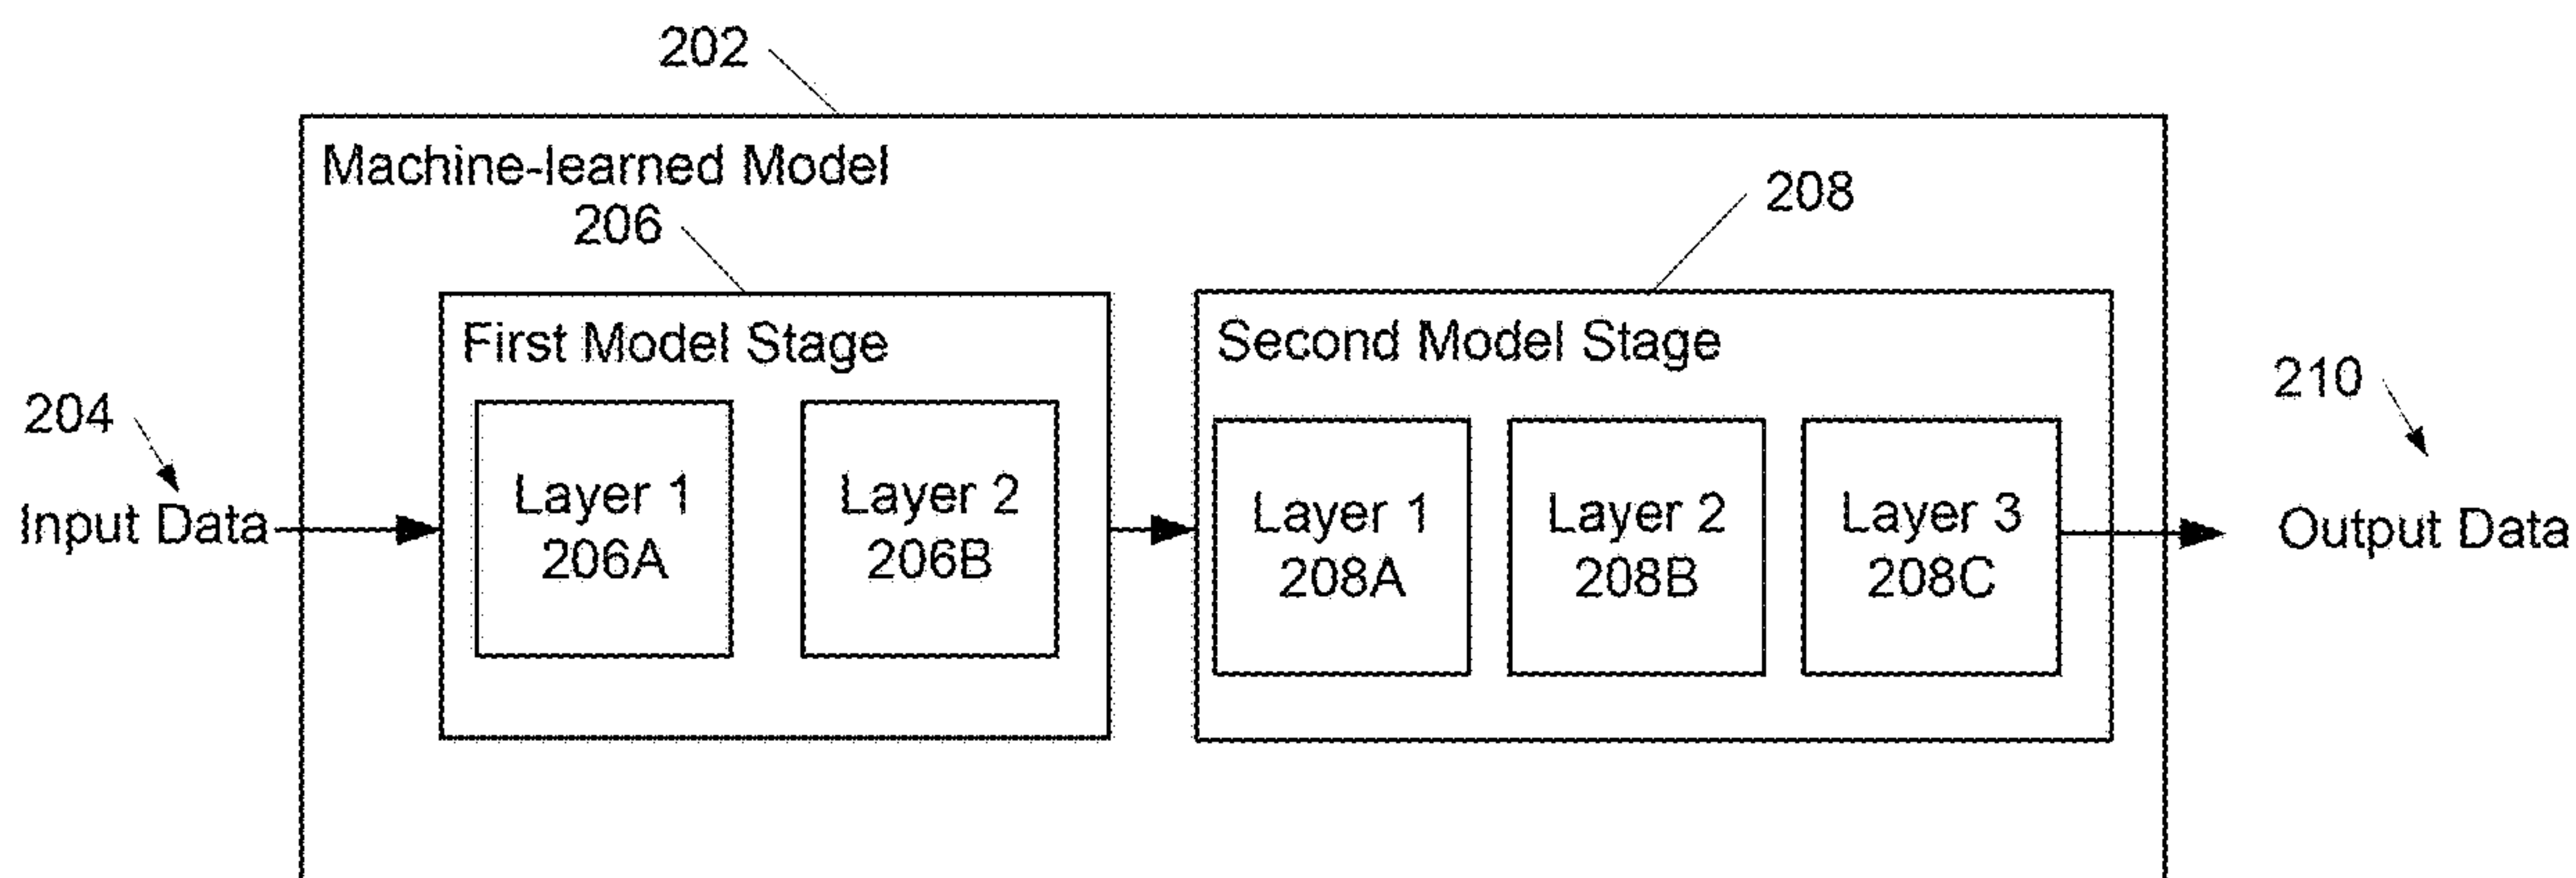 202
Machine-learned Model
206
208
First Model Stage
Second Model Stage
204
210
Input Data
Layer 1
206A
Layer 2
206B
Layer 1
208A
Layer 2
208B
Layer 3
208C
Output Data